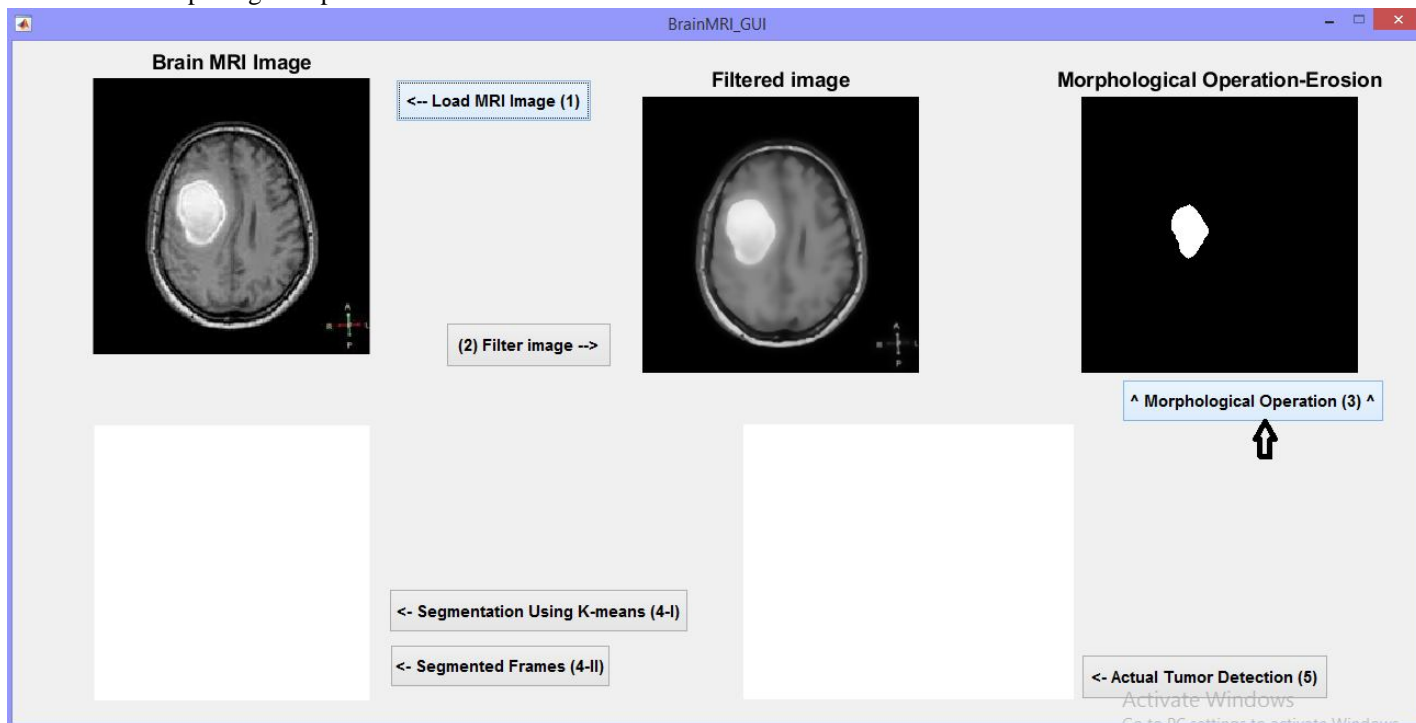 BrainMRI_GUI
Brain MRI Image
<-- Load MRI Image (1)
Filtered image
Morphological Operation-Erosion
A
R
L
P
(2) Filter image -->
A
P
^ Morphological Operation (3) ^
<- Segmentation Using K-means (4-I)
<- Segmented Frames (4-II)
<- Actual Tumor Detection (5)
Activate Windows